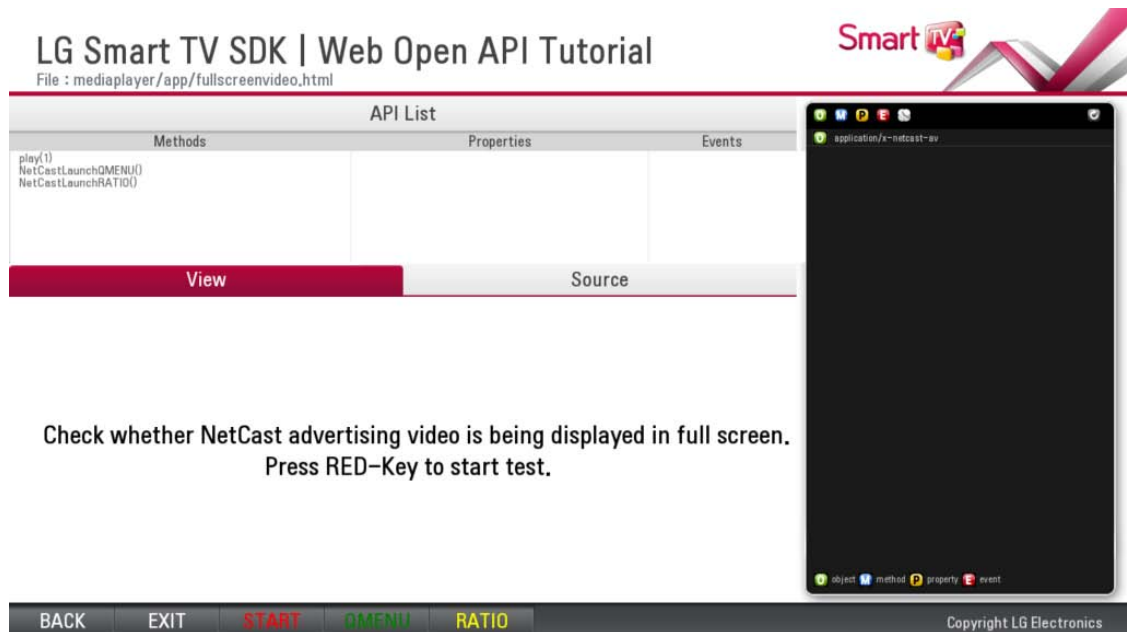 LG Smart TV SDK | Web Open API Tutorial
File : mediaplayer/app/fullscreenvideo.html
Smart TV
API List
Methods Properties Events
play(1)
NetCastLaunchQMENU()
NetCastLaunchRATIO()
View Source
Check whether NetCast advertising video is being displayed in full screen.
Press RED-Key to start test.
O M P E
O application/x-netcast-av
O object M method P property E event
BACK EXIT START QMENU RATIO
Copyright LG Electronics